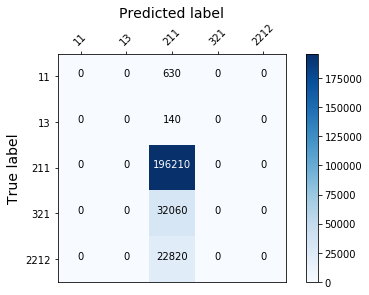 Predicted label
11 13 211 321 2212
11 0 0 630 0 0
13 0 0 140 0 0
211 0 0 196210 0 0
321 0 0 32060 0 0
2212 0 0 22820 0 0
True label
175000
150000
125000
100000
75000
50000
25000
0